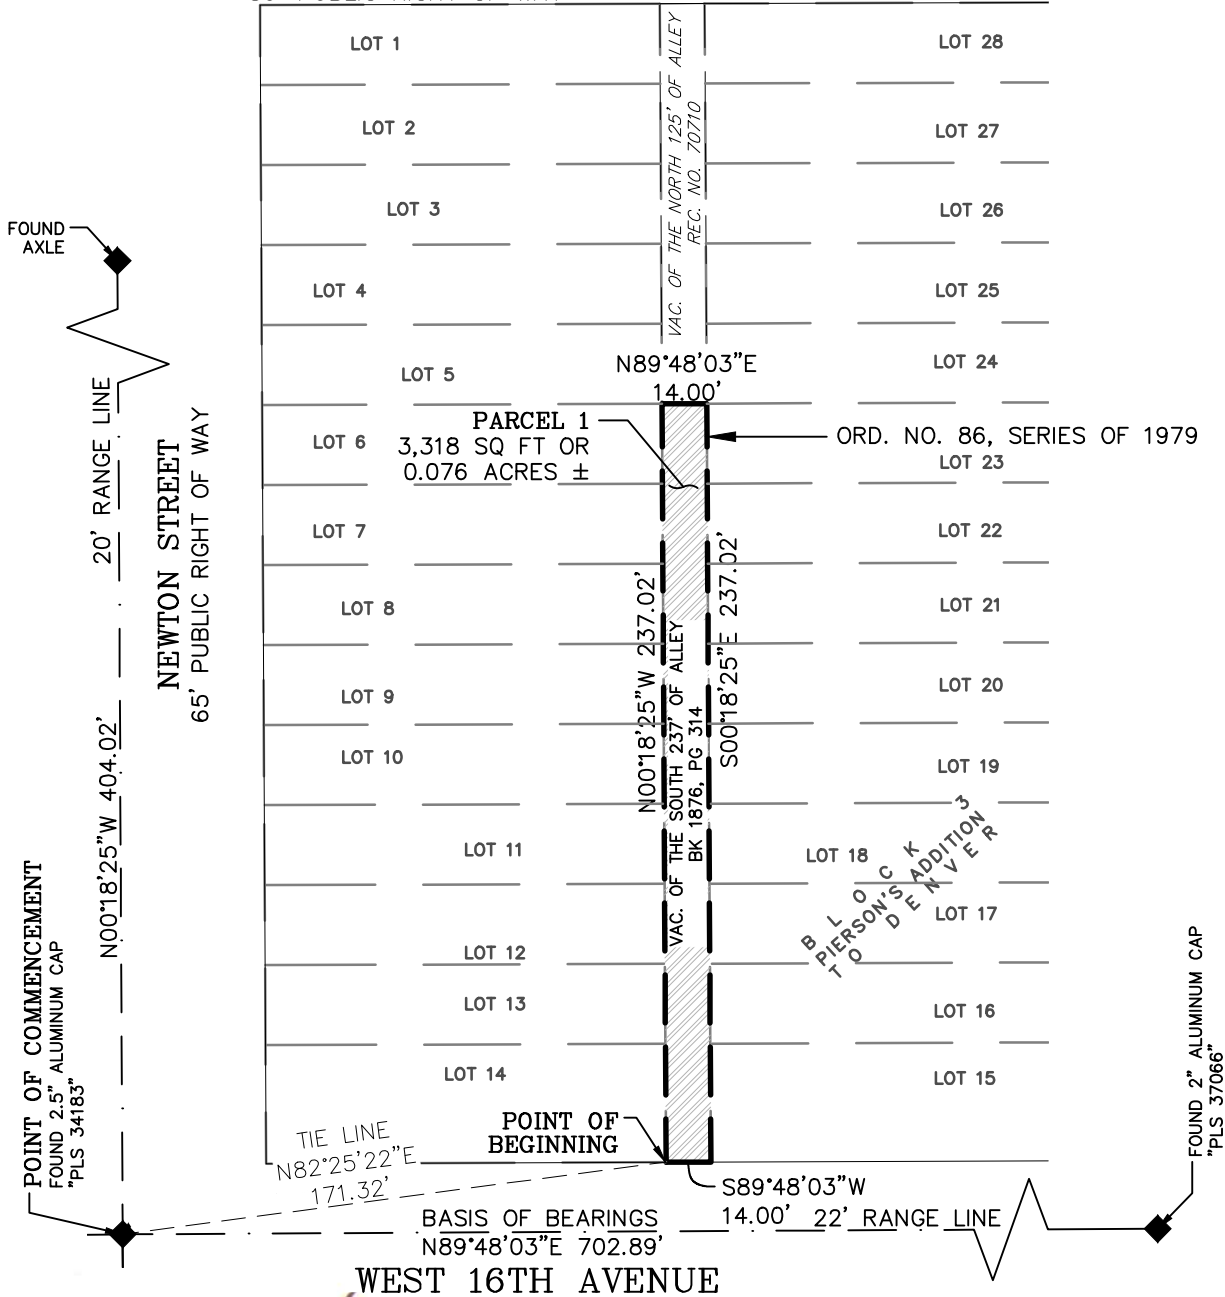 LOT 1
LOT 28
LOT 2
LOT 27
LOT 3
LOT 26
LOT 4
LOT 25
LOT 5
LOT 24
VAC. OF THE NORTH 125' OF ALLEY
REC. NO. 70710
FOUND
AXLE
N89°48'03"E
14.00'
PARCEL 1
3,318 SQ FT OR
0.076 ACRES ±
ORD. NO. 86, SERIES OF 1979
LOT 6
LOT 23
LOT 7
LOT 22
LOT 8
LOT 21
LOT 9
LOT 20
LOT 10
LOT 19
LOT 11
LOT 18
LOT 17
LOT 12
LOT 13
LOT 16
LOT 14
LOT 15
20' RANGE LINE
N00°18'25"W 404.02'
NEWTON STREET
65' PUBLIC RIGHT OF WAY
N00°18'25"W 237.02'
VAC. OF THE SOUTH 237' OF ALLEY
BK 1876, PG 314
S00°18'25"E 237.02'
BLOCK 3
PIERSON'S ADDITION
TO DENVER
POINT OF COMMENCEMENT
FOUND 2.5" ALUMINUM CAP
"PLS 34183"
POINT OF
BEGINNING
TIE LINE
N82°25'22"E
171.32'
S89°48'03"W
14.00'
22' RANGE LINE
BASIS OF BEARINGS
N89°48'03"E 702.89'
WEST 16TH AVENUE
FOUND 2" ALUMINUM CAP
"PLS 37066"